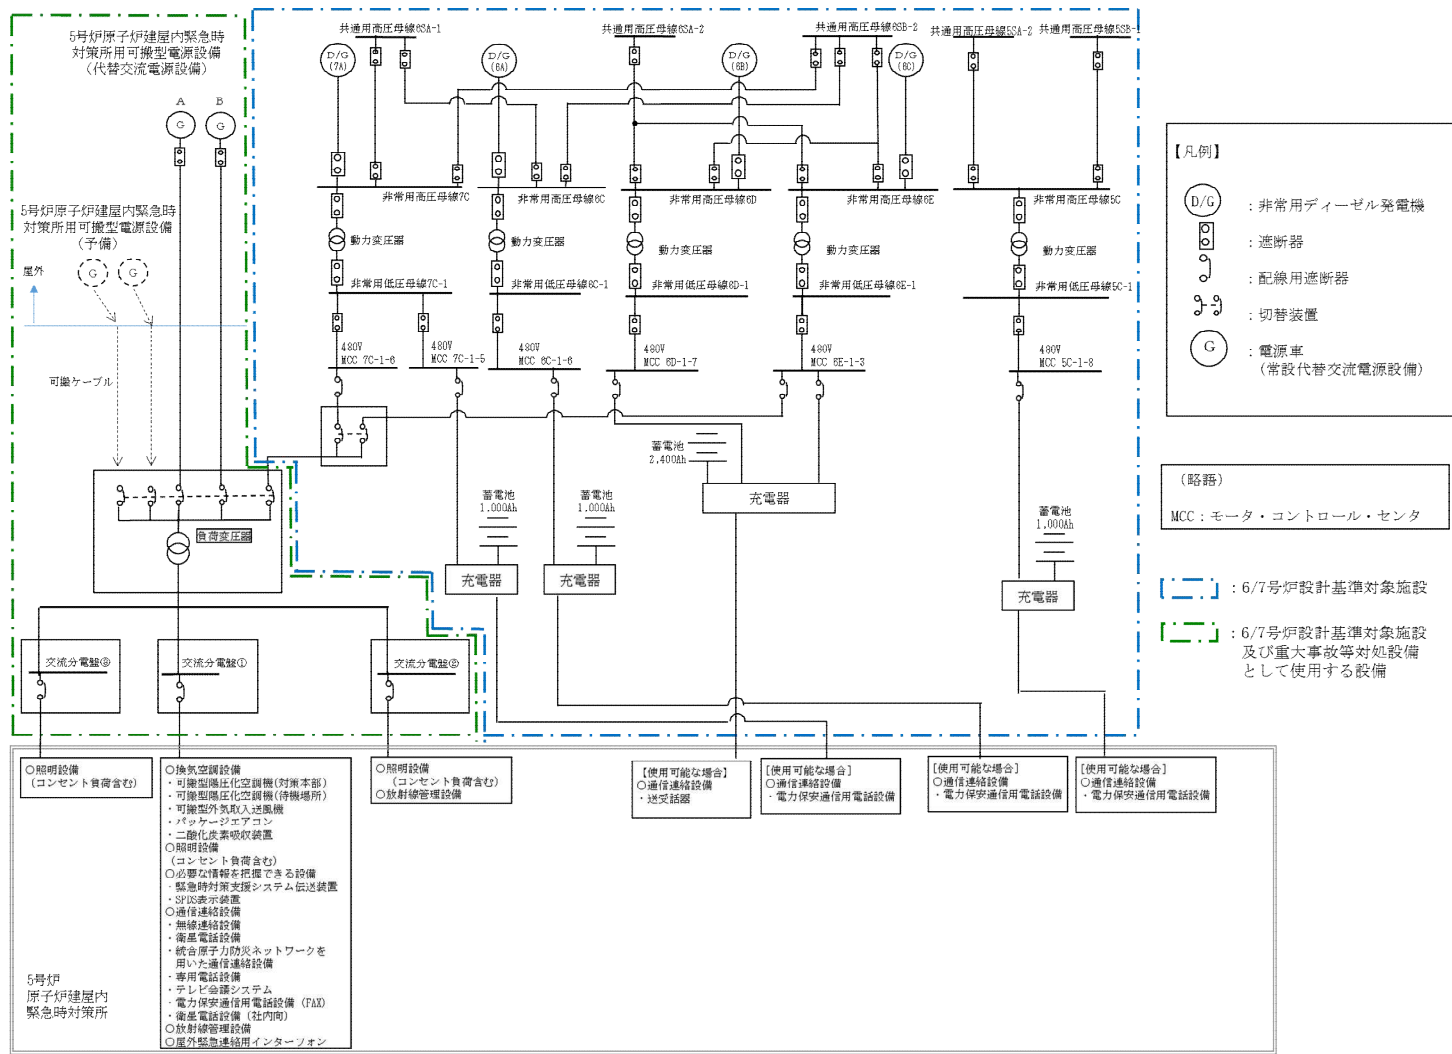 5号炉原子炉建屋内緊急時
対策所用可搬型電源設備
(代替交流電源設備)
A
B
G
G
5号炉原子炉建屋内緊急時
対策所用可搬型電源設備
(予備)
G
G
屋外
可搬ケーブル
負荷変圧器
交流分電盤③
交流分電盤①
交流分電盤②
共通用高圧母線6SA-1
共通用高圧母線6SA-2
共通用高圧母線6SB-2
共通用高圧母線5SA-2
共通用高圧母線5SB-1
D/G
(7A)
D/G
(6A)
D/G
(6B)
D/G
(6C)
非常用高圧母線7C
非常用高圧母線6C
非常用高圧母線6D
非常用高圧母線6E
非常用高圧母線5C
動力変圧器
動力変圧器
動力変圧器
動力変圧器
動力変圧器
非常用低圧母線7C-1
非常用低圧母線6C-1
非常用低圧母線6D-1
非常用低圧母線6E-1
非常用低圧母線5C-1
480V
MCC 7C-1-6
480V
MCC 7C-1-5
480V
MCC 6C-1-6
480V
MCC 6D-1-7
480V
MCC 6E-1-3
480V
MCC 5C-1-8
蓄電池
2,400Ah
充電器
蓄電池
1,000Ah
充電器
蓄電池
1,000Ah
充電器
蓄電池
1,000Ah
充電器
【凡例】
D/G
:非常用ディーゼル発電機
:遮断器
:配線用遮断器
:切替装置
G
:電源車
(常設代替交流電源設備)
(略語)
MCC:モータ・コントロール・センタ
:6/7号炉設計基準対象施設
:6/7号炉設計基準対象施設
及び重大事故等対処設備
として使用する設備
○照明設備
(コンセント負荷含む)
○換気空調設備
・可搬型陽圧化空調機(対策本部)
・可搬型陽圧化空調機(待機場所)
・可搬型外気取入送風機
・パッケージエアコン
・二酸化炭素吸収装置
○照明設備
(コンセント負荷含む)
○必要な情報を把握できる設備
・緊急時対策支援システム伝送装置
・SPDS表示装置
○通信連絡設備
・無線連絡設備
・衛星電話設備
・統合原子力防災ネットワークを
用いた通信連絡設備
・専用電話設備
・テレビ会議システム
・電力保安通信用電話設備(FAX)
・衛星電話設備(社内向)
○放射線管理設備
○屋外緊急連絡用インターフォン
○照明設備
(コンセント負荷含む)
○放射線管理設備
【使用可能な場合】
○通信連絡設備
・送受話器
[使用可能な場合]
○通信連絡設備
・電力保安通信用電話設備
[使用可能な場合]
○通信連絡設備
・電力保安通信用電話設備
[使用可能な場合]
○通信連絡設備
・電力保安通信用電話設備
5号炉
原子炉建屋内
緊急時対策所